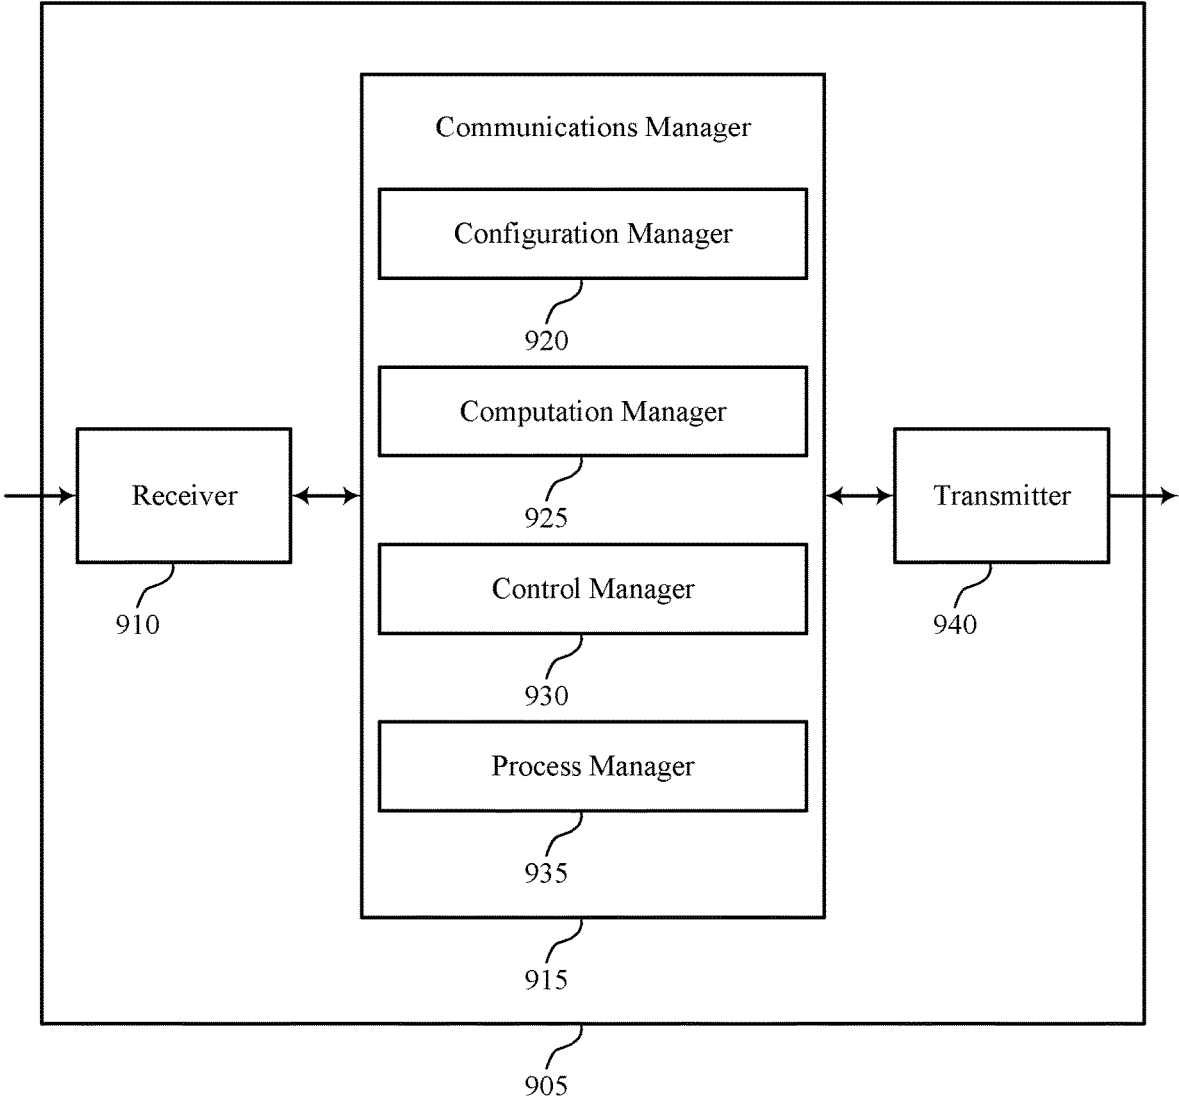 Communications Manager
Configuration Manager
920
Computation Manager
925
Receiver
910
Control Manager
930
Process Manager
935
Transmitter
940
915
905